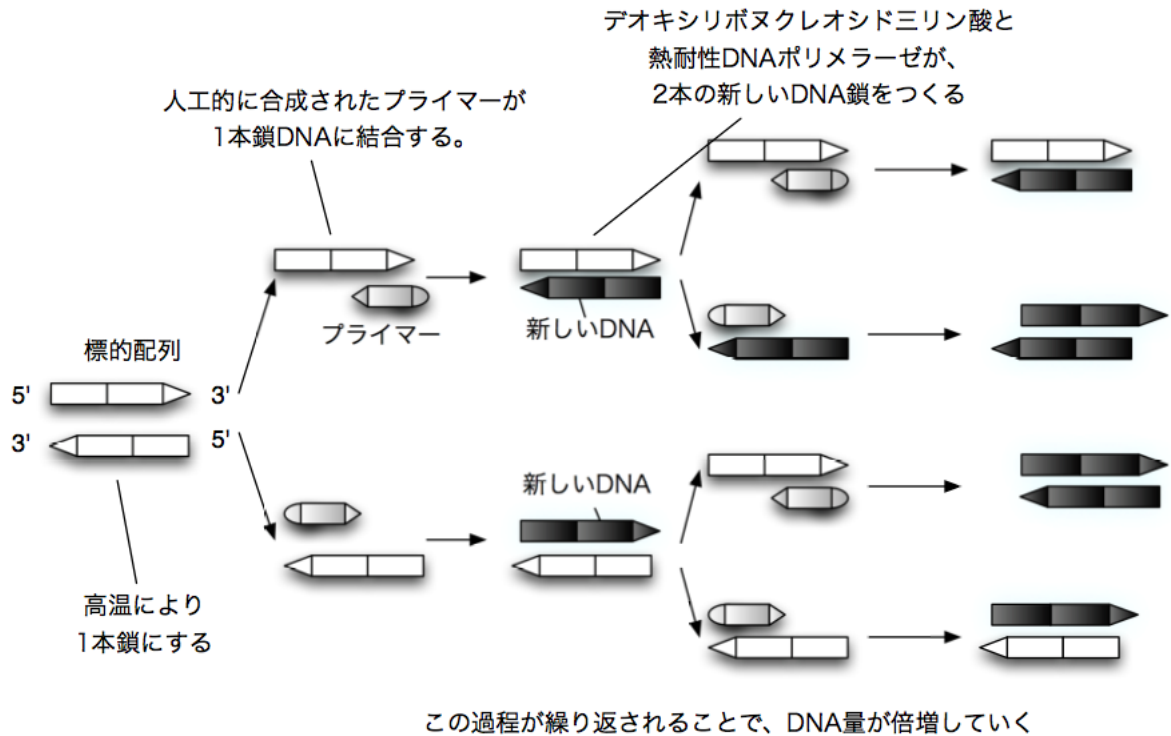 デオキシリボヌクレオシド三リン酸と
熱耐性DNAポリメラーゼが、
2本の新しいDNA鎖をつくる
人工的に合成されたプライマーが
1本鎖DNAに結合する。
プライマー
新しいDNA
標的配列
5' 3'
3' 5'
新しいDNA
高温により
1本鎖にする
この過程が繰り返されることで、DNA量が倍増していく